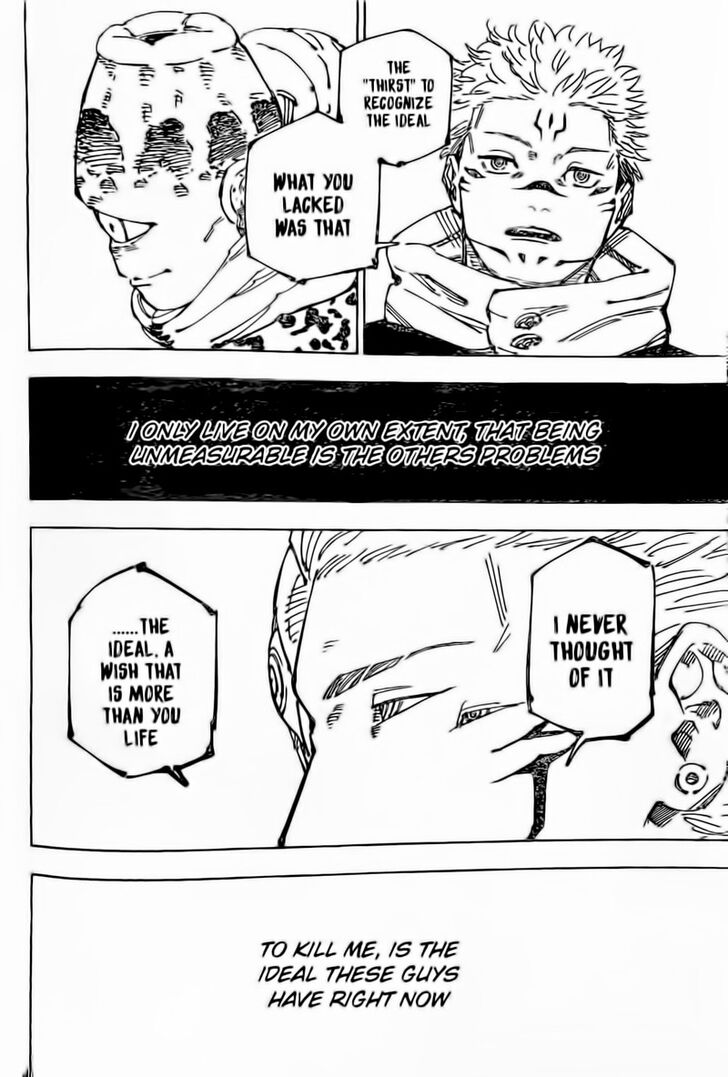 THE
"THIRST" TO
RECOGNIZE
THE IDEAL
WHAT YOU
LACKED
WAS THAT
I ONLY LIVE ON MY OWN EXTENT, THAT BEING
UNMEASURABLE IS THE OTHERS PROBLEMS
I NEVER
THOUGHT
OF IT
......THE
IDEAL. A
WISH THAT
IS MORE
THAN YOU
LIFE
TO KILL ME, IS THE
IDEAL THESE GUYS
HAVE RIGHT NOW